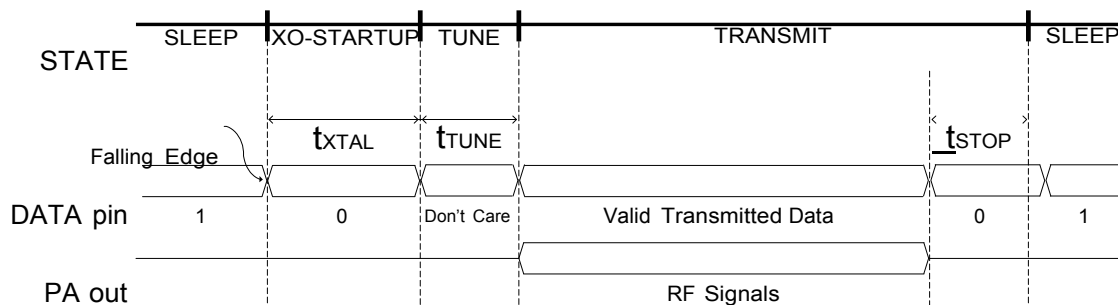 SLEEP XO-STARTUP TUNE TRANSMIT SLEEP
STATE
tXTAL tTUNE tSTOP
Falling Edge
DATA pin 1 0 Don't Care Valid Transmitted Data 0 1
PA out RF Signals